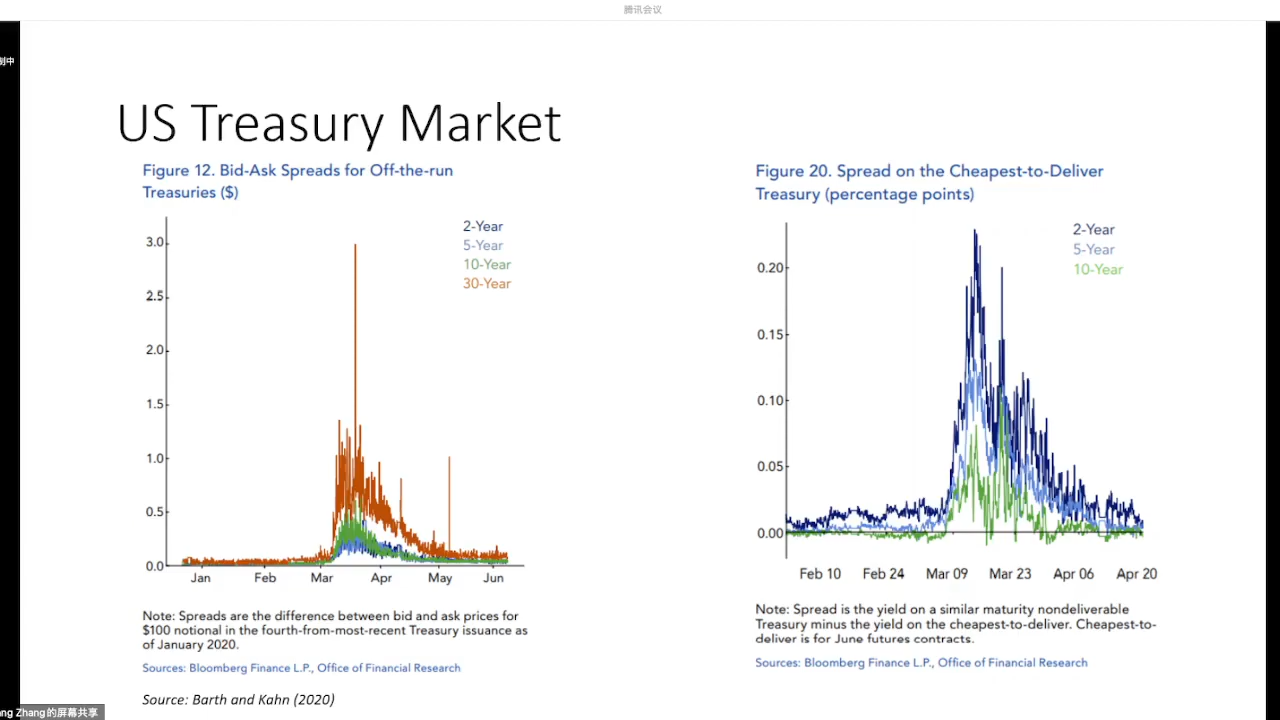 腾讯会议
制中
US Treasury Market
Figure 12. Bid-Ask Spreads for Off-the-run
Treasuries ($)
3.0
2.5
2.0
1.5
1.0
0.5
0.0
2-Year
5-Year
10-Year
30-Year
Jan Feb Mar Apr May Jun
Note: Spreads are the difference between bid and ask prices for
$100 notional in the fourth-from-most-recent Treasury issuance as
of January 2020.
Sources: Bloomberg Finance L.P., Office of Financial Research
Source: Barth and Kahn (2020)
Figure 20. Spread on the Cheapest-to-Deliver
Treasury (percentage points)
0.20
0.15
0.10
0.05
0.00
2-Year
5-Year
10-Year
Feb 10 Feb 24 Mar 09 Mar 23 Apr 06 Apr 20
Note: Spread is the yield on a similar maturity nondeliverable
Treasury minus the yield on the cheapest-to-deliver. Cheapest-to-
deliver is for June futures contracts.
Sources: Bloomberg Finance L.P., Office of Financial Research
ng Zhang的屏幕共享